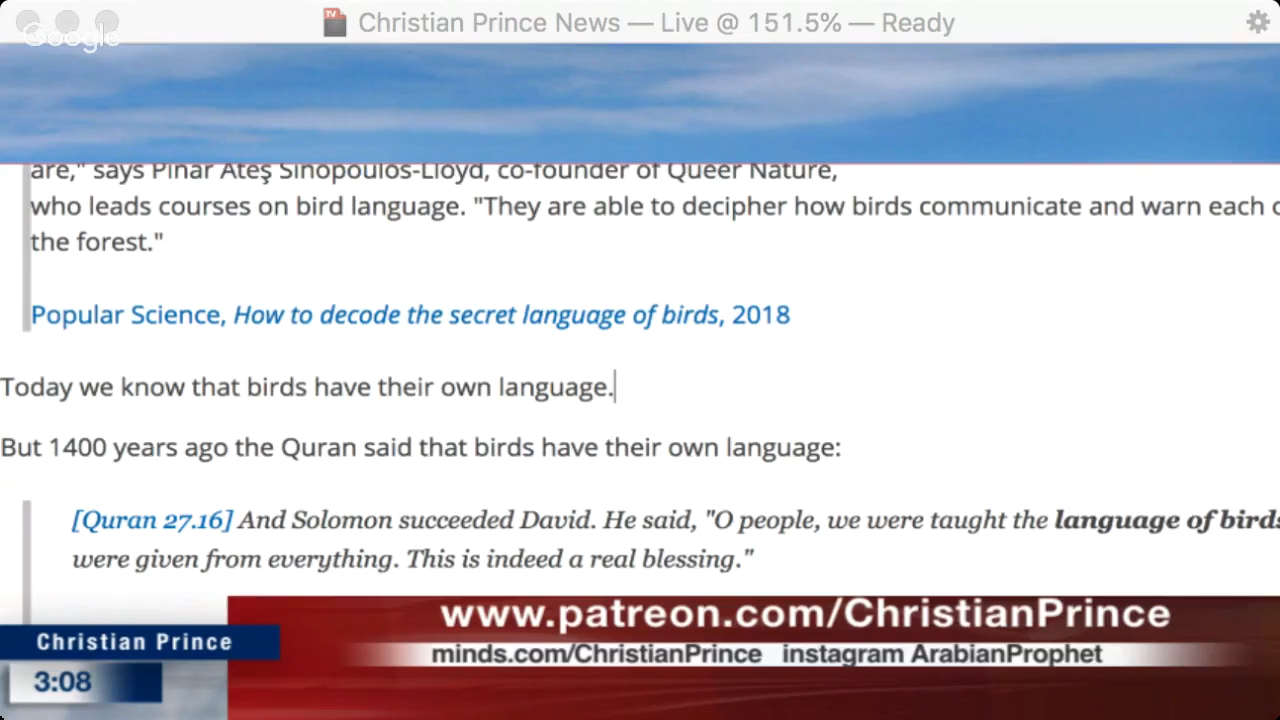 Christian Prince News — Live @ 151.5% — Ready
Google
are," says Pinar Ateş Sinopoulos-Lloyd, co-founder of Queer Nature,
who leads courses on bird language. "They are able to decipher how birds communicate and warn each
the forest."
Popular Science, How to decode the secret language of birds, 2018
Today we know that birds have their own language.
But 1400 years ago the Quran said that birds have their own language:
[Quran 27.16] And Solomon succeeded David. He said, "O people, we were taught the language of birds
were given from everything. This is indeed a real blessing."
www.patreon.com/ChristianPrince
Christian Prince
minds.com/ChristianPrince instagram ArabianProphet
3:08